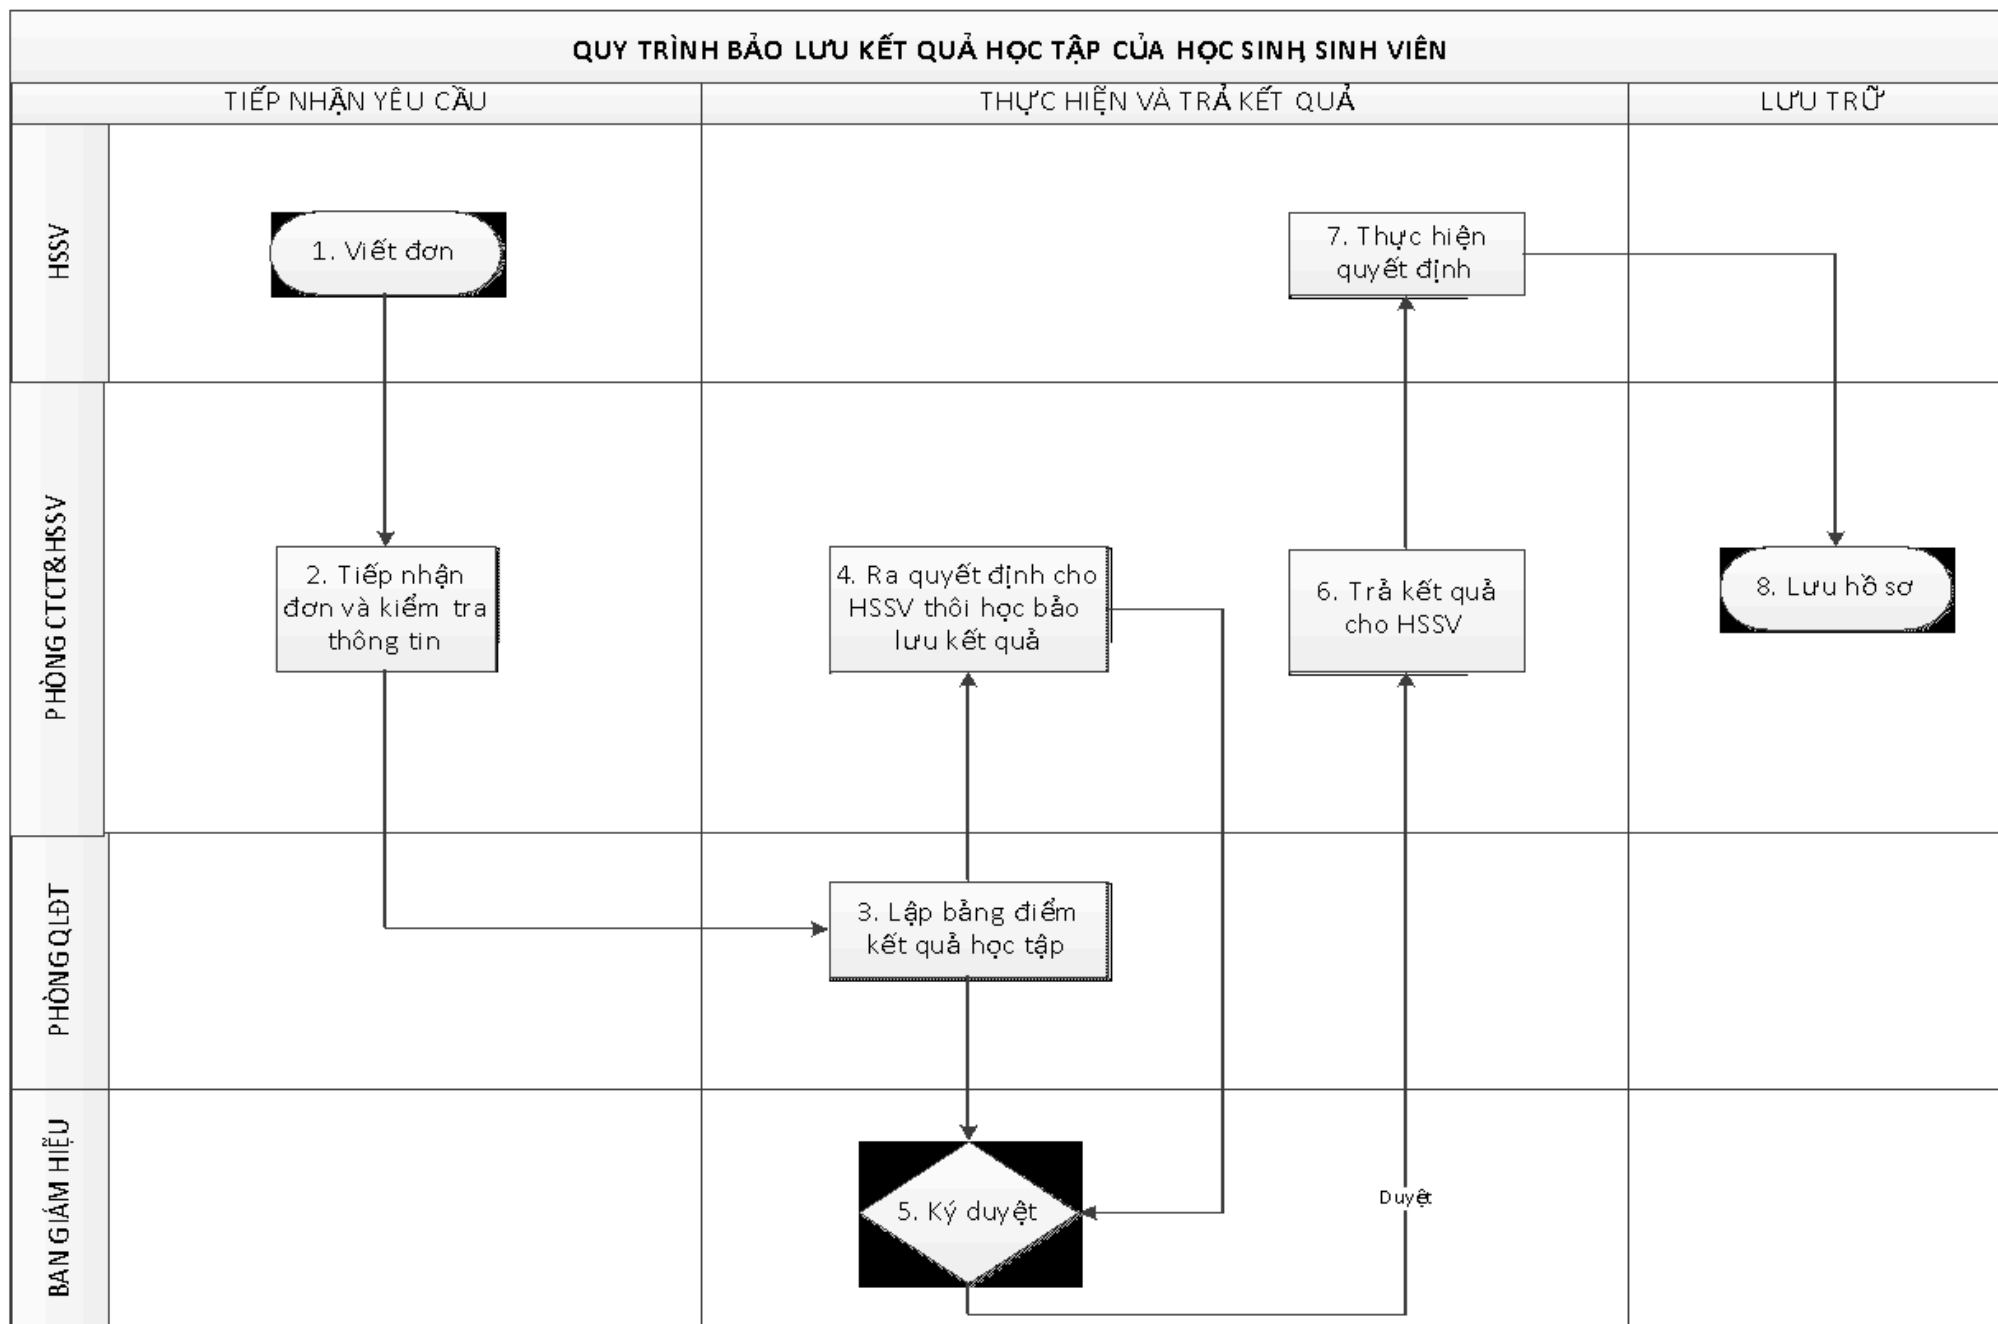 QUY TRÌNH BẢO LƯU KẾT QUẢ HỌC TẬP CỦA HỌC SINH, SINH VIÊN
TIẾP NHẬN YÊU CẦU
THỰC HIỆN VÀ TRẢ KẾT QUẢ
LƯU TRỮ
HSSV
1. Viết đơn
7. Thực hiện
quyết định
PHÒNG CTCT&HSSV
2. Tiếp nhận
đơn và kiểm tra
thông tin
4. Ra quyết định cho
HSSV thôi học bảo
lưu kết quả
6. Trả kết quả
cho HSSV
8. Lưu hồ sơ
PHÒNG QLĐT
3. Lập bảng điểm
kết quả học tập
BAN GIÁM HIỆU
5. Ký duyệt
Duyệt